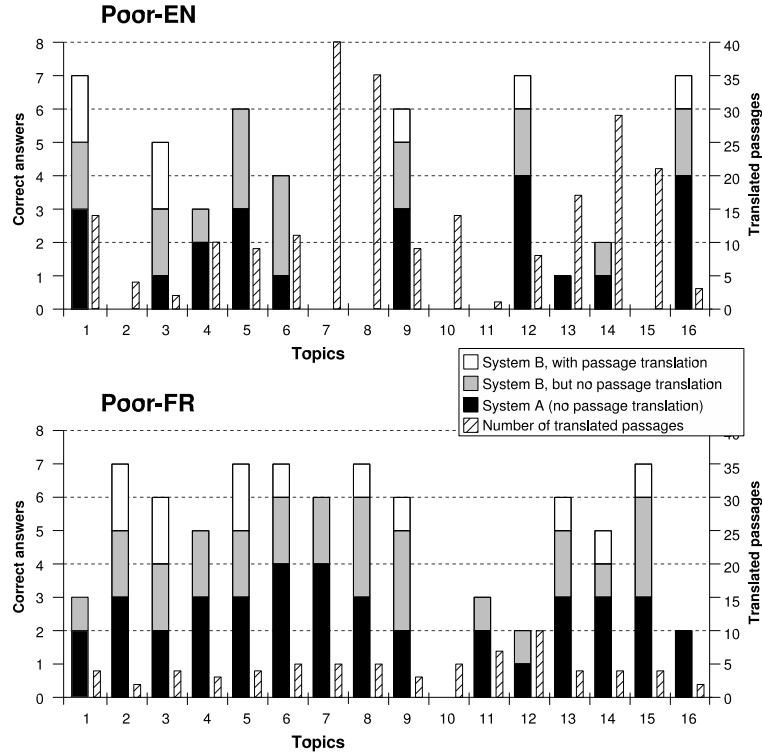 Poor-EN
8
7
6
5
4
3
2
1
0
Correct answers
40
35
30
25
20
15
10
5
0
Translated passages
1 2 3 4 5 6 7 8 9 10 11 12 13 14 15 16
Topics
System B, with passage translation
System B, but no passage translation
System A (no passage translation)
Number of translated passages
Poor-FR
8
7
6
5
4
3
2
1
0
Correct answers
40
35
30
25
20
15
10
5
0
Translated passages
1 2 3 4 5 6 7 8 9 10 11 12 13 14 15 16
Topics